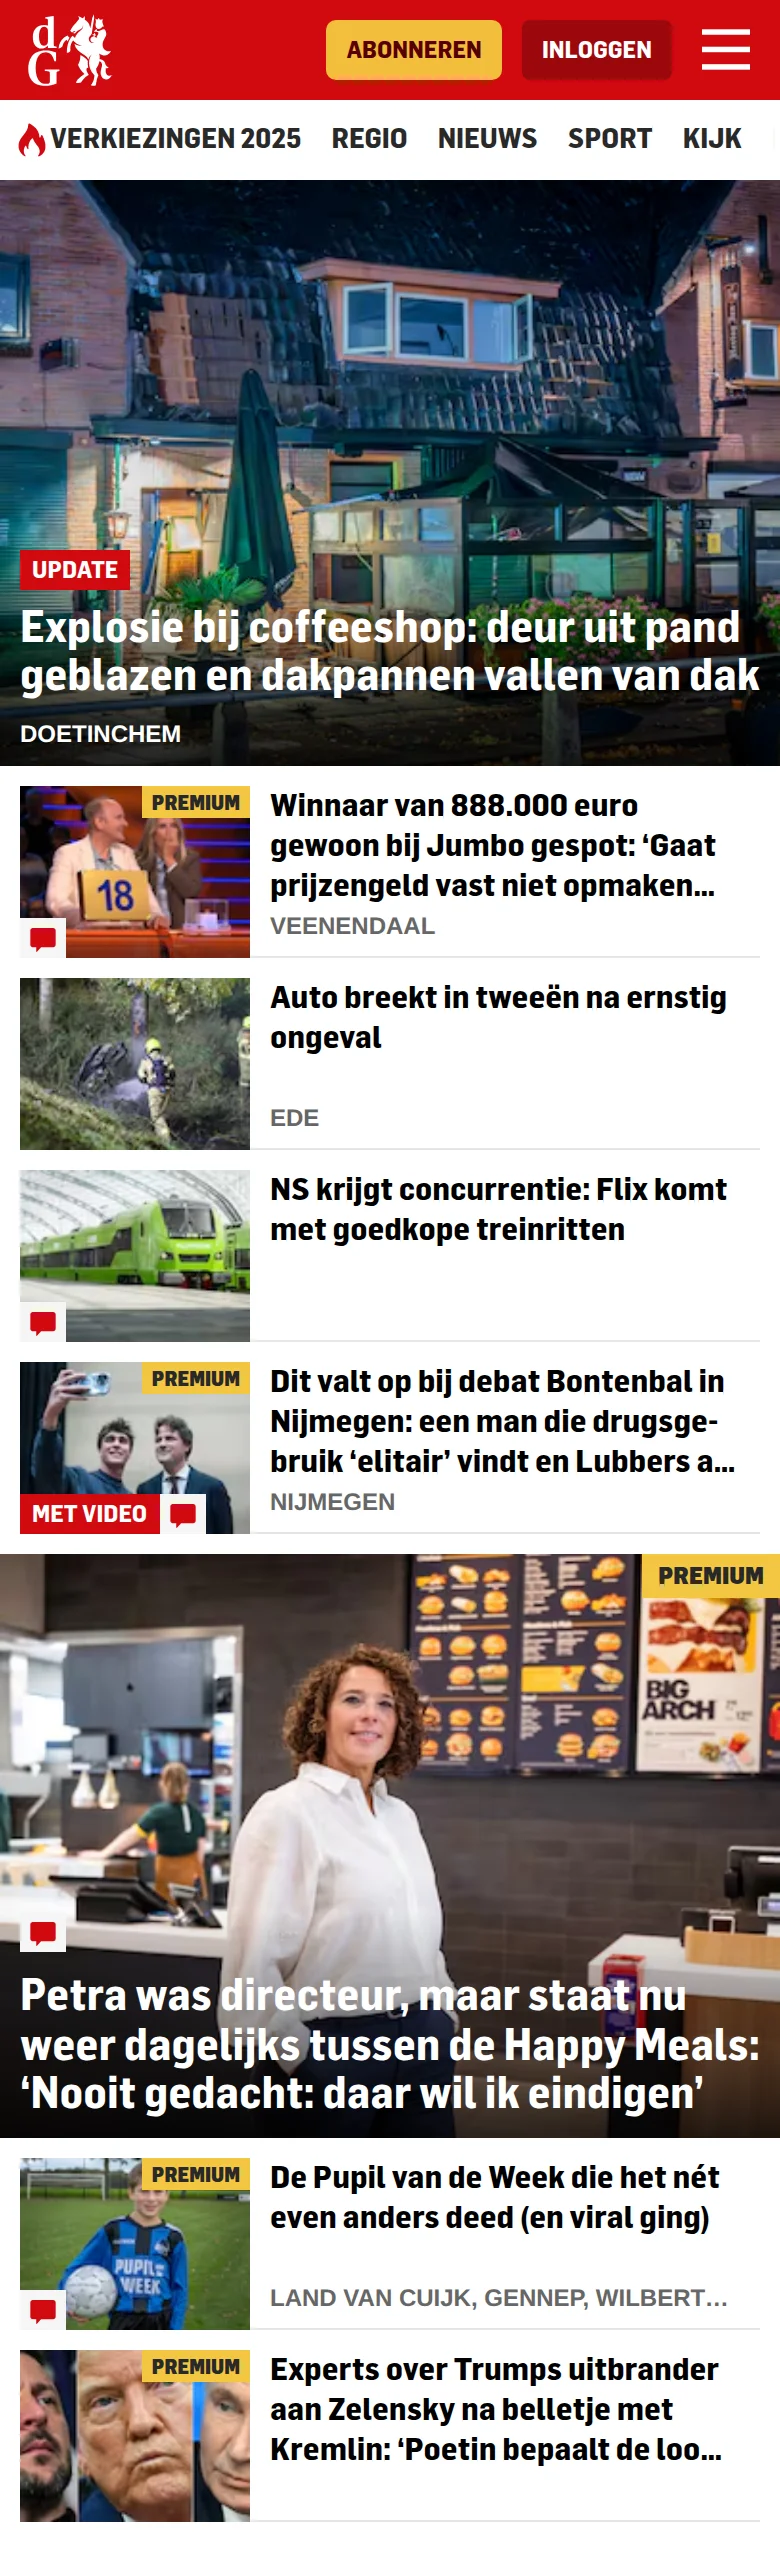 dG
ABONNEREN
INLOGGEN
VERKIEZINGEN 2025
REGIO
NIEUWS
SPORT
KIJK
UPDATE
Explosie bij coffeeshop: deur uit pand
geblazen en dakpannen vallen van dak
DOETINCHEM
PREMIUM
18
Winnaar van 888.000 euro
gewoon bij Jumbo gespot: ‘Gaat
prijzengeld vast niet opmaken...
VEENENDAAL
Auto breekt in tweeën na ernstig
ongeval
EDE
NS krijgt concurrentie: Flix komt
met goedkope treinritten
PREMIUM
MET VIDEO
Dit valt op bij debat Bontenbal in
Nijmegen: een man die drugsge-
bruik ‘elitair’ vindt en Lubbers a...
NIJMEGEN
PREMIUM
BIG
ARCH
Petra was directeur, maar staat nu
weer dagelijks tussen de Happy Meals:
‘Nooit gedacht: daar wil ik eindigen’
PREMIUM
PUPIL
WEEK
De Pupil van de Week die het nét
even anders deed (en viral ging)
LAND VAN CUIJK, GENNEP, WILBERT...
PREMIUM
Experts over Trumps uitbrander
aan Zelensky na belletje met
Kremlin: ‘Poetin bepaalt de loo...